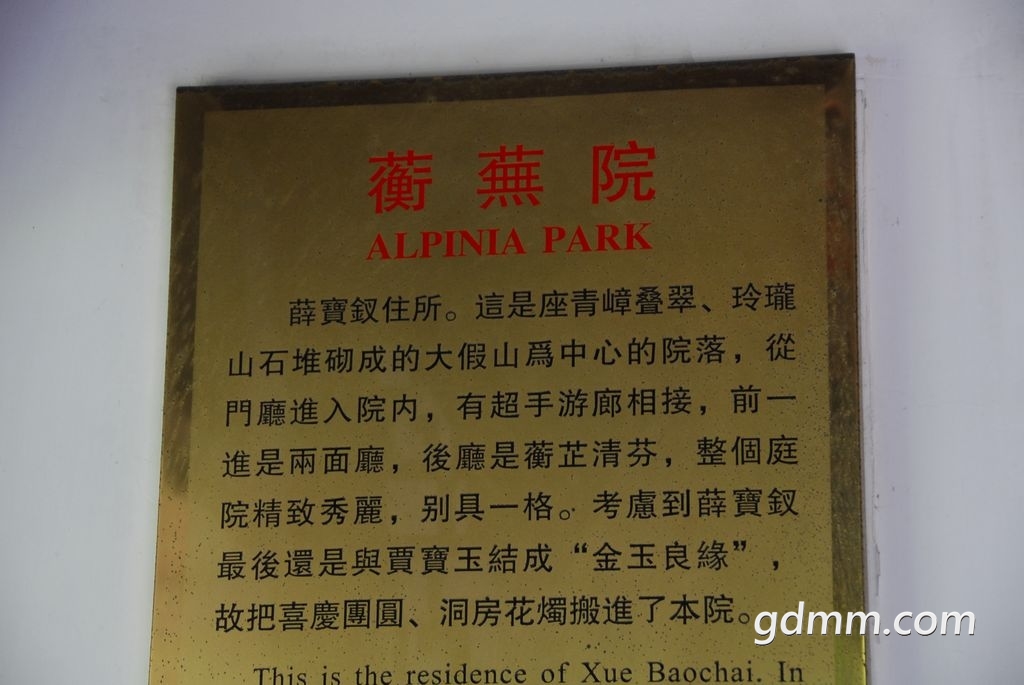 蘅蕪院
ALPINIA PARK
薛寶釵住所。這是座青嶂叠翠、玲瓏
山石堆砌成的大假山爲中心的院落，從
門廳進入院内，有超手游廊相接，前一
進是兩面廳，後廳是蘅芷清芬，整個庭
院精致秀麗，别具一格。考慮到薛寶釵
最後還是與賈寶玉結成“金玉良緣”，
故把喜慶團圓、洞房花燭搬進了本院。
This is the residence of Xue Baochai. In
gdmm.com